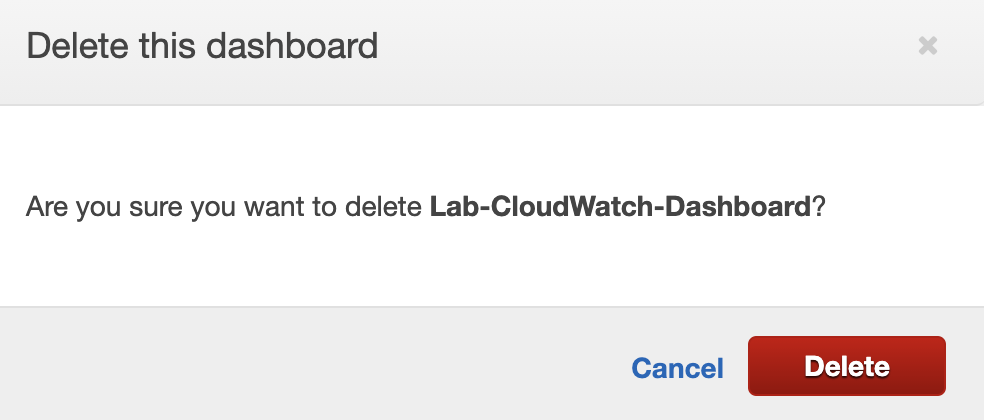 Delete this dashboard
Are you sure you want to delete Lab-CloudWatch-Dashboard?
Cancel
Delete